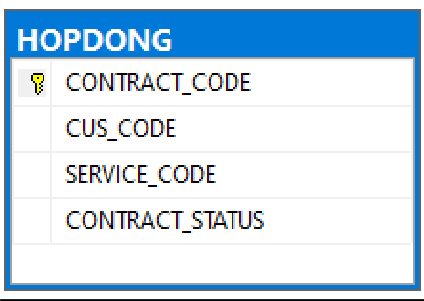 HOPDONG
CONTRACT_CODE
CUS_CODE
SERVICE_CODE
CONTRACT_STATUS